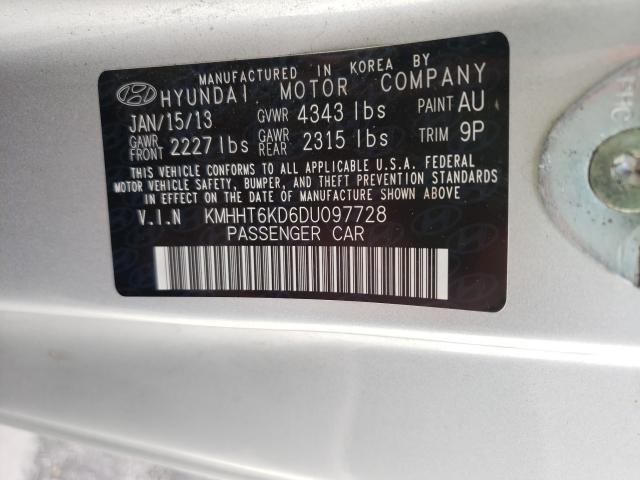 MANUFACTURED IN KOREA BY
HYUNDAI MOTOR COMPANY
JAN/15/13 GVWR 4343 lbs PAINT AU
GAWR FRONT 2227 lbs GAWR REAR 2315 lbs TRIM 9P
THIS VEHICLE CONFORMS TO ALL APPLICABLE U.S.A. FEDERAL
MOTOR VEHICLE SAFETY, BUMPER, AND THEFT PREVENTION STANDARDS
IN EFFECT ON THE DATE OF MANUFACTURE SHOWN ABOVE
V.I.N KMHHT6KD6DU097728
PASSENGER CAR